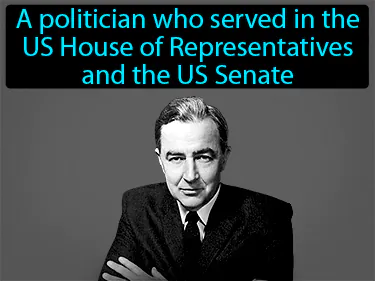 A politician who served in the
US House of Representatives
and the US Senate